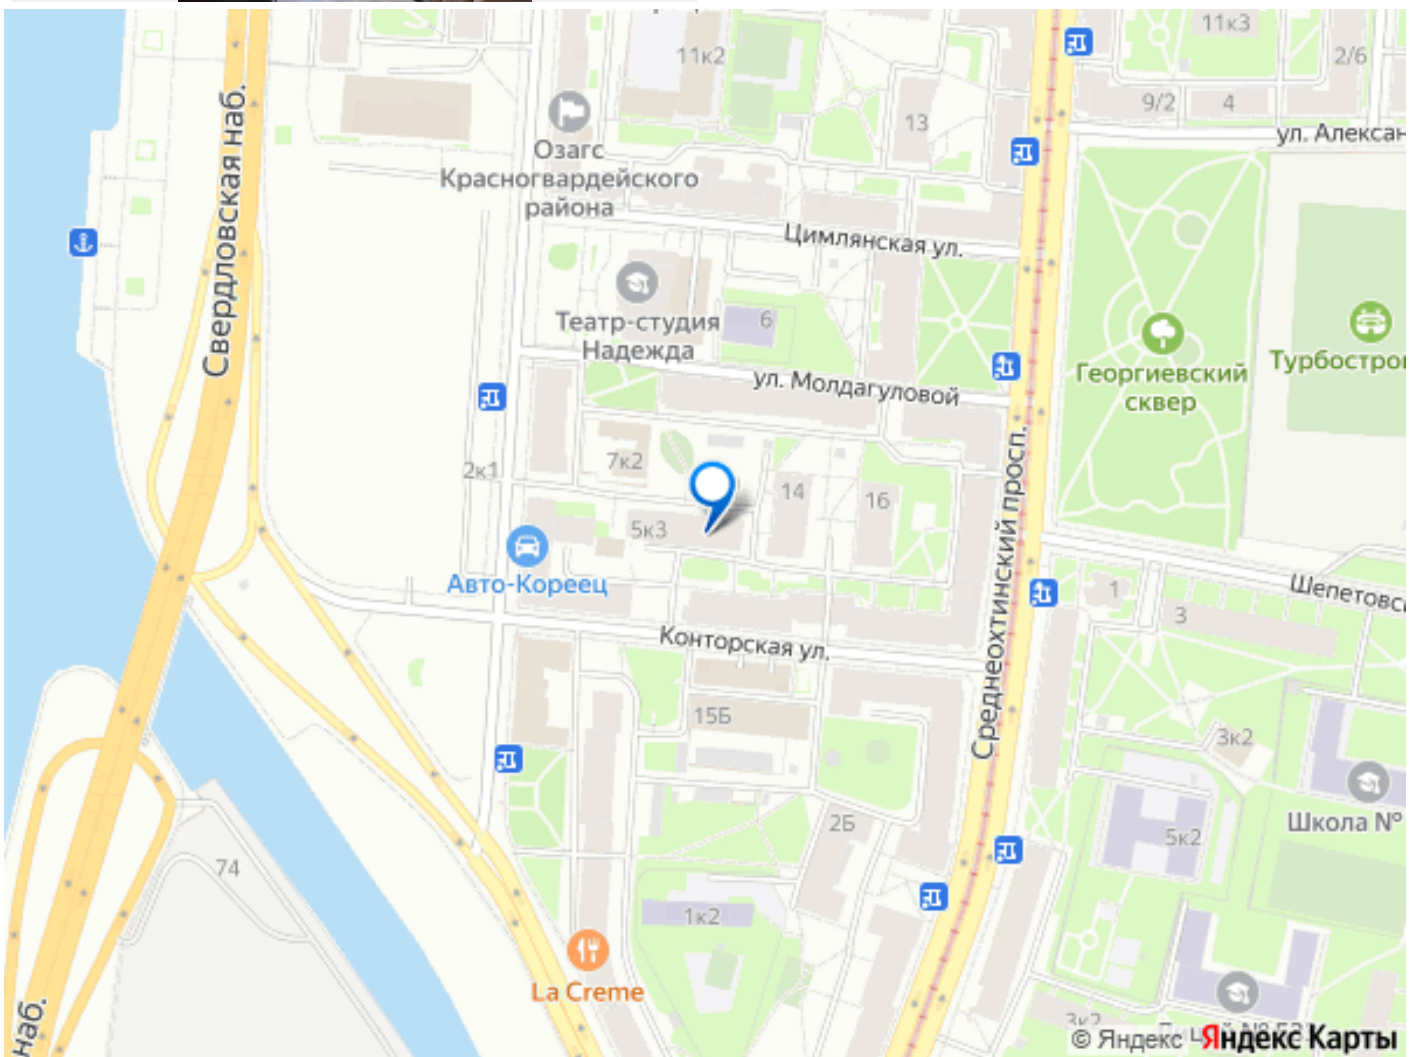 11к3
11к2
2/6
9/2
4
13
ул. Алексан
Свердловская наб.
Озагс
Красногвардейского
района
Цимлянская ул.
Театр-студия
Надежда
6
Георгиевский
сквер
Турбостро
ул. Молдагуловой
7к2
2к1
14
16
5к3
Авто-Кореец
Среднеохтинский просп.
Шепетовс
1
3
Конторская ул.
15Б
3к2
Школа №
2Б
5к2
74
1к2
La Creme
наб.
3к2
© Яндекс
Яндекс Карты